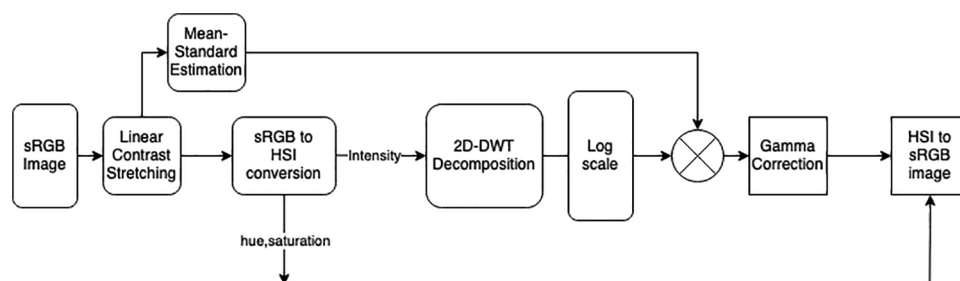 Mean-
Standard
Estimation
sRGB
Image
Linear
Contrast
Stretching
sRGB to
HSI
conversion
Intensity
2D-DWT
Decomposition
Log
scale
Gamma
Correction
HSI to
sRGB
image
hue,saturation